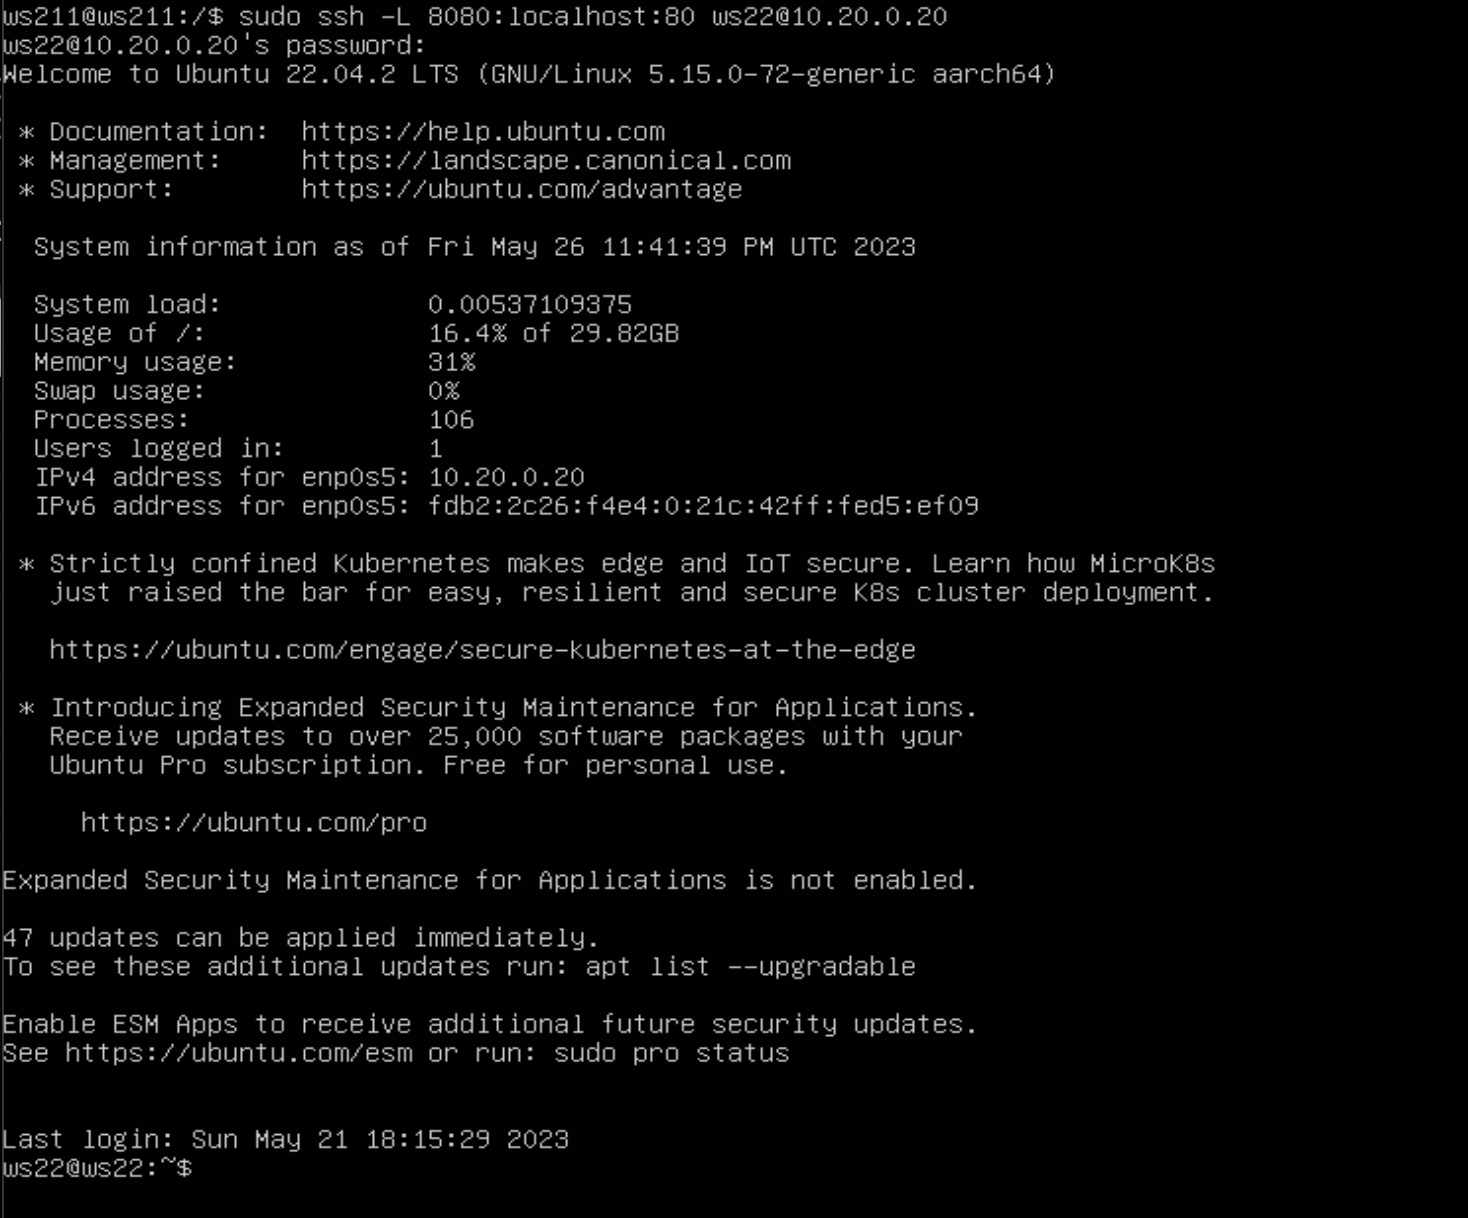 ws211@ws211:/$ sudo ssh -L 8080:localhost:80 ws22@10.20.0.20
ws22@10.20.0.20's password:
Welcome to Ubuntu 22.04.2 LTS (GNU/Linux 5.15.0-72-generic aarch64)
* Documentation:  https://help.ubuntu.com
* Management:     https://landscape.canonical.com
* Support:        https://ubuntu.com/advantage
System information as of Fri May 26 11:41:39 PM UTC 2023
System load:             0.00537109375
Usage of /:              16.4% of 29.82GB
Memory usage:            31%
Swap usage:              0%
Processes:               106
Users logged in:         1
IPv4 address for enp0s5: 10.20.0.20
IPv6 address for enp0s5: fdb2:2c26:f4e4:0:21c:42ff:fed5:ef09
* Strictly confined Kubernetes makes edge and IoT secure. Learn how MicroK8s
just raised the bar for easy, resilient and secure K8s cluster deployment.
https://ubuntu.com/engage/secure-kubernetes-at-the-edge
* Introducing Expanded Security Maintenance for Applications.
Receive updates to over 25,000 software packages with your
Ubuntu Pro subscription. Free for personal use.
https://ubuntu.com/pro
Expanded Security Maintenance for Applications is not enabled.
47 updates can be applied immediately.
To see these additional updates run: apt list --upgradable
Enable ESM Apps to receive additional future security updates.
See https://ubuntu.com/esm or run: sudo pro status
Last login: Sun May 21 18:15:29 2023
ws22@ws22:~$